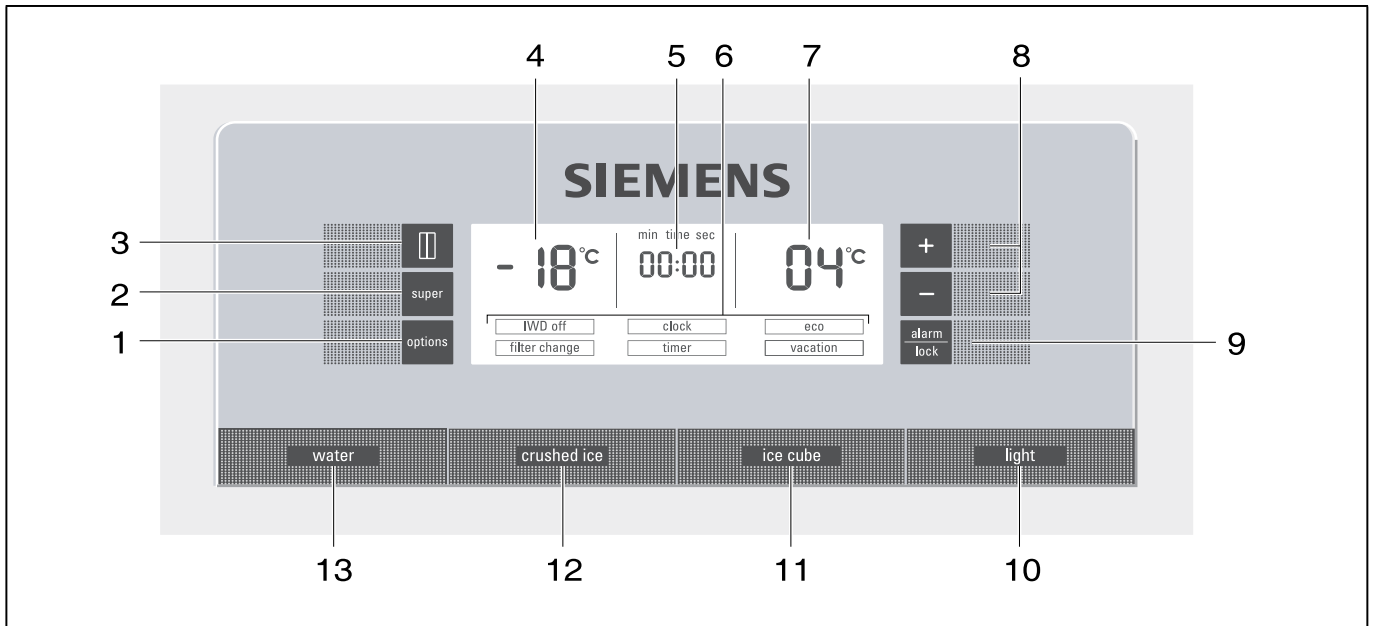 4 5 6 7 8
SIEMENS
3
min time sec
- 18°C 00:00 04°C
+
2 super
−
1 options
IWD off clock eco
alarm
lock
9
filter change timer vacation
water crushed ice ice cube light
13 12 11 10